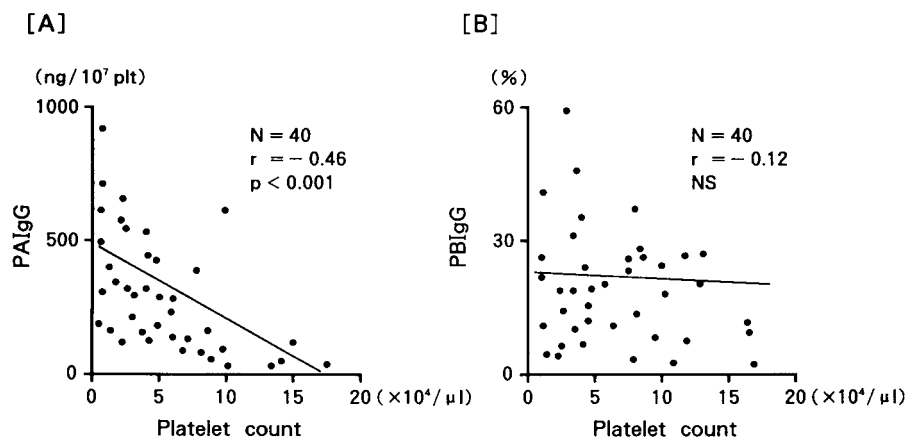 [A]
(ng/10⁷ plt)
1000
500
0
PAIgG
N = 40
r = − 0.46
p < 0.001
0 5 10 15 20 (×10⁴/μl)
Platelet count
[B]
(%)
60
30
0
PBIgG
N = 40
r = − 0.12
NS
0 5 10 15 20 (×10⁴/μl)
Platelet count